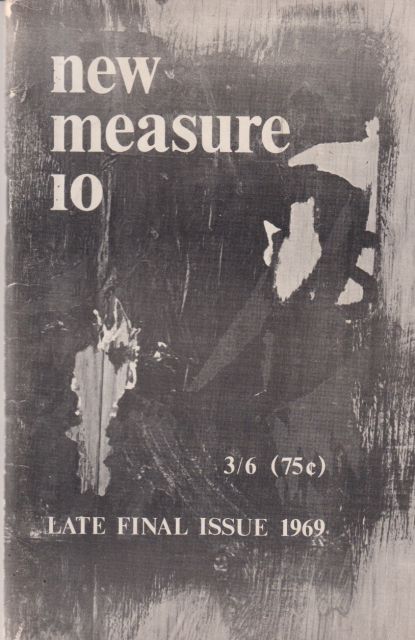 new
measure
10
3/6 (75¢)
LATE FINAL ISSUE 1969